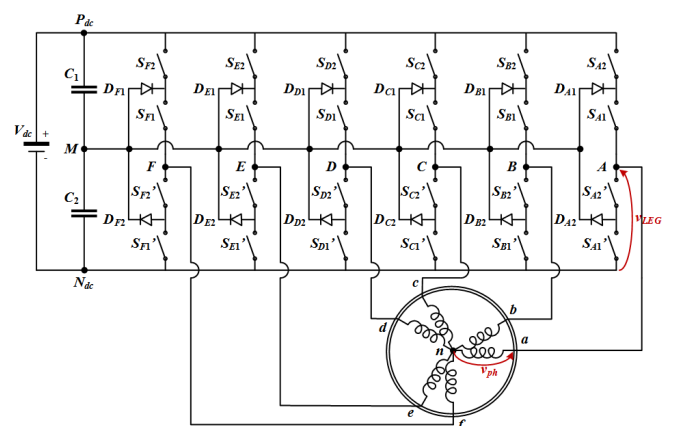 P_dc
S_F2 S_E2 S_D2 S_C2 S_B2 S_A2
C_1 D_F1 D_E1 D_D1 D_C1 D_B1 D_A1
S_F1 S_E1 S_D1 S_C1 S_B1 S_A1
V_dc +
-
M
F E D C B A
S_F2' S_E2' S_D2' S_C2' S_B2' S_A2'
C_2 D_F2 D_E2 D_D2 D_C2 D_B2 D_A2 v_LEG
S_F1' S_E1' S_D1' S_C1' S_B1' S_A1'
N_dc
c
d b
a
n
v_ph
e
f